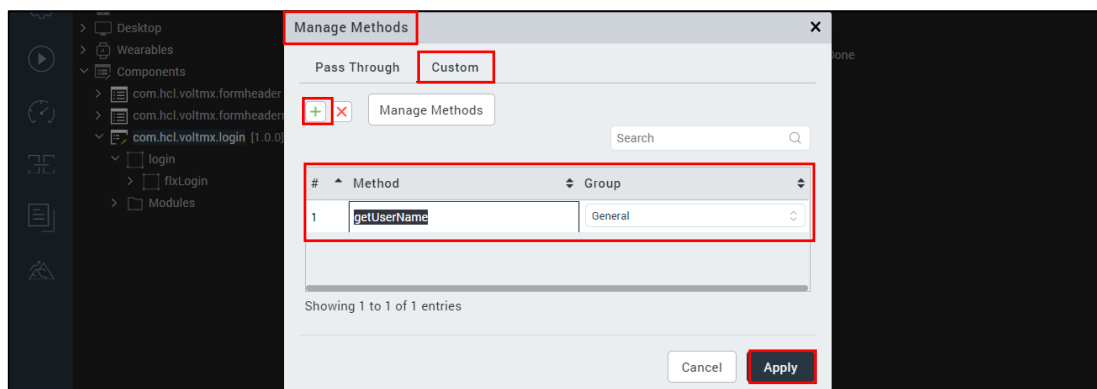 Desktop
Wearables
Components
com.hcl.voltmx.formheader
com.hcl.voltmx.formheader
com.hcl.voltmx.login [1.0.0]
login
flxLogin
Modules
Manage Methods
Pass Through Custom
Manage Methods
Search
# Method Group
1 getUserName General
Showing 1 to 1 of 1 entries
Cancel Apply